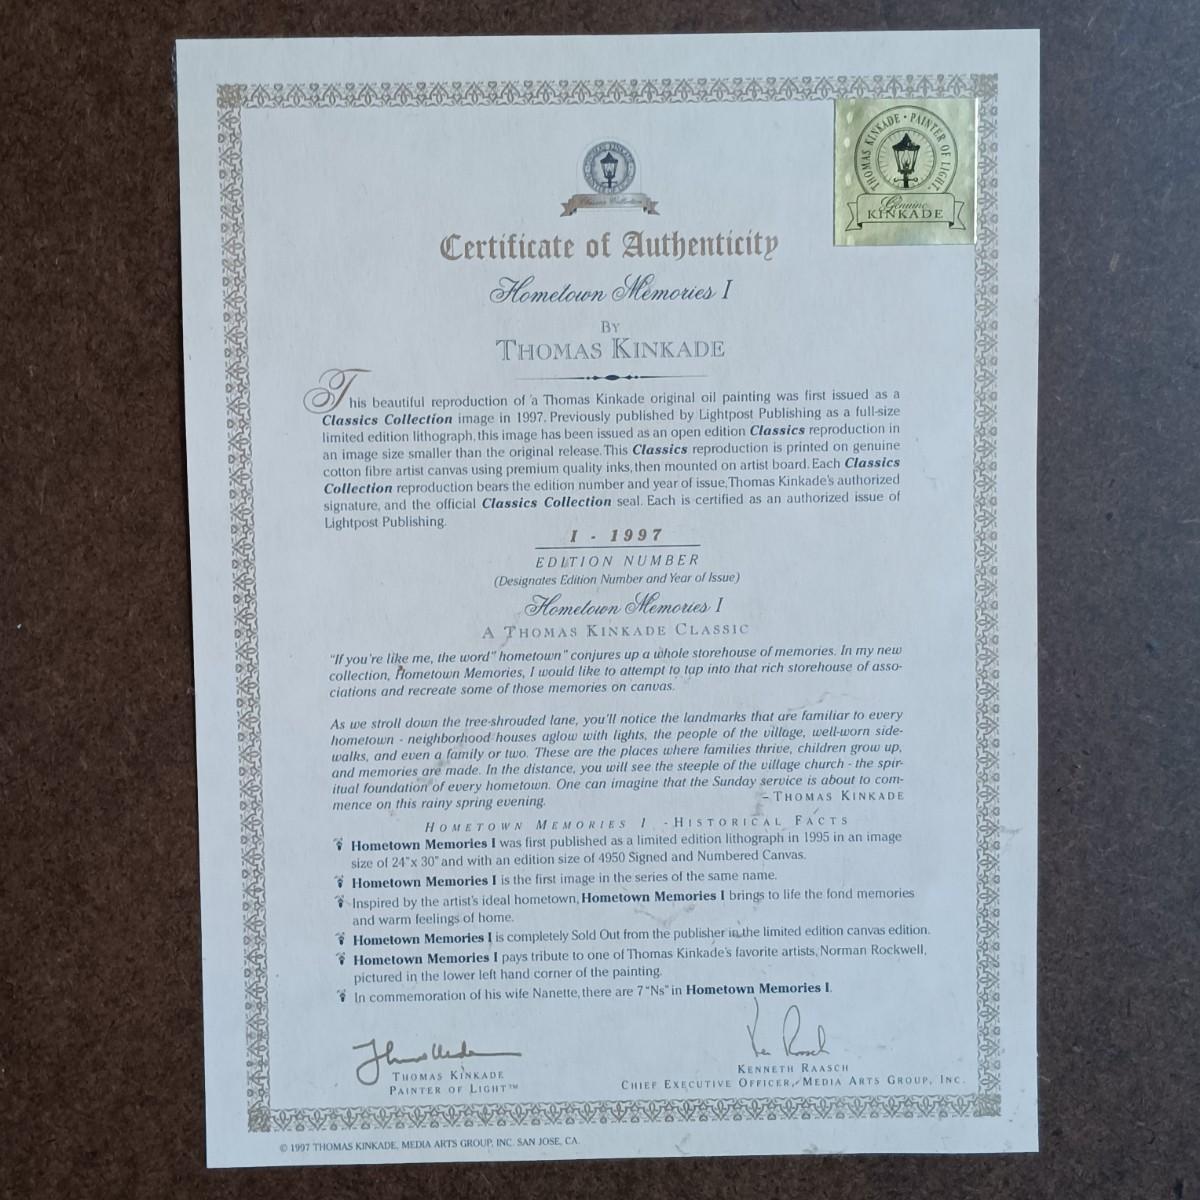 THOMAS KINKADE • PAINTER OF LIGHT
Genuine
KINKADE
Classics Collection
Certificate of Authenticity
Hometown Memories I
By
Thomas Kinkade
This beautiful reproduction of a Thomas Kinkade original oil painting was first issued as a
Classics Collection image in 1997. Previously published by Lightpost Publishing as a full-size
limited edition lithograph, this image has been issued as an open edition Classics reproduction in
an image size smaller than the original release. This Classics reproduction is printed on genuine
cotton fibre artist canvas using premium quality inks, then mounted on artist board. Each Classics
Collection reproduction bears the edition number and year of issue, Thomas Kinkade's authorized
signature, and the official Classics Collection seal. Each is certified as an authorized issue of
Lightpost Publishing.
I - 1997
EDITION NUMBER
(Designates Edition Number and Year of Issue)
Hometown Memories I
A Thomas Kinkade Classic
"If you're like me, the word "hometown" conjures up a whole storehouse of memories. In my new
collection, Hometown Memories, I would like to attempt to tap into that rich storehouse of asso-
ciations and recreate some of those memories on canvas.
As we stroll down the tree-shrouded lane, you'll notice the landmarks that are familiar to every
hometown - neighborhood houses aglow with lights, the people of the village, well-worn side-
walks, and even a family or two. These are the places where families thrive, children grow up,
and memories are made. In the distance, you will see the steeple of the village church - the spir-
itual foundation of every hometown. One can imagine that the Sunday service is about to com-
mence on this rainy spring evening.
– Thomas Kinkade
Hometown Memories I - Historical Facts
Hometown Memories I was first published as a limited edition lithograph in 1995 in an image
size of 24"x 30" and with an edition size of 4950 Signed and Numbered Canvas.
Hometown Memories I is the first image in the series of the same name.
Inspired by the artist's ideal hometown, Hometown Memories I brings to life the fond memories
and warm feelings of home.
Hometown Memories I is completely Sold Out from the publisher in the limited edition canvas edition.
Hometown Memories I pays tribute to one of Thomas Kinkade's favorite artists, Norman Rockwell,
pictured in the lower left hand corner of the painting.
In commemoration of his wife Nanette, there are 7 "Ns" in Hometown Memories I.
Thomas Kinkade
Painter of Light™
Ken Raasch
Kenneth Raasch
Chief Executive Officer, Media Arts Group, Inc.
© 1997 THOMAS KINKADE, MEDIA ARTS GROUP, INC. SAN JOSE, CA.